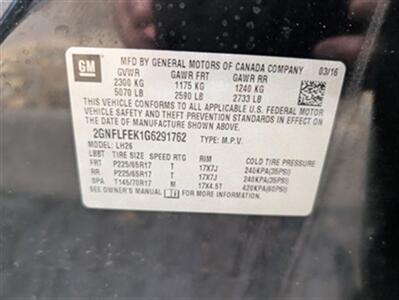 GM MFD BY GENERAL MOTORS OF CANADA COMPANY 03/16
GVWR GAWR FRT GAWR RR
2300 KG 1175 KG 1240 KG
5070 LB 2590 LB 2733 LB
THIS VEHICLE CONFORMS TO ALL APPLICABLE U.S. FEDERAL MOTOR
VEHICLE SAFETY AND THEFT PREVENTION STANDARDS IN EFFECT ON THE DATE OF
MANUFACTURE SHOWN ABOVE.
2GNFLFEK1G6291762 TYPE: M.P.V.
MODEL: LH26
LBBT TIRE SIZE SPEED RTG RIM COLD TIRE PRESSURE
FRT P225/65R17 T 17X7J 240KPA(35PSI)
RR P225/65R17 T 17X7J 240KPA(35PSI)
SPA T145/70R17 M 17X4.5T 420KPA(60PSI)
SEE OWNER'S MANUAL FOR ADDITIONAL INFORMATION.